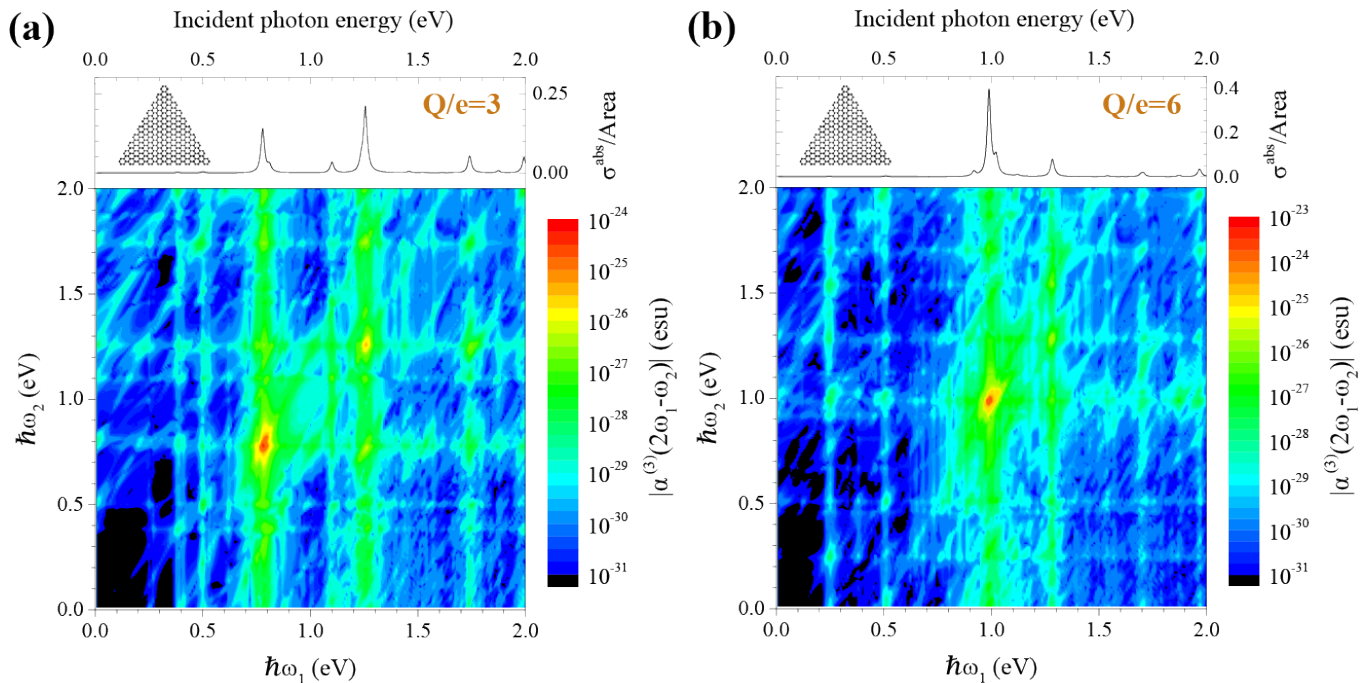 (a)
Incident photon energy (eV)
0.0 0.5 1.0 1.5 2.0
Q/e=3
0.25
0.00
σ^abs/Area
2.0
1.5
1.0
0.5
0.0
ℏω₂ (eV)
0.0 0.5 1.0 1.5 2.0
ℏω₁ (eV)
10⁻²⁴
10⁻²⁵
10⁻²⁶
10⁻²⁷
10⁻²⁸
10⁻²⁹
10⁻³⁰
10⁻³¹
|α⁽³⁾(2ω₁-ω₂)| (esu)
(b)
Incident photon energy (eV)
0.0 0.5 1.0 1.5 2.0
Q/e=6
0.4
0.2
0.0
σ^abs/Area
2.0
1.5
1.0
0.5
0.0
ℏω₂ (eV)
0.0 0.5 1.0 1.5 2.0
ℏω₁ (eV)
10⁻²³
10⁻²⁴
10⁻²⁵
10⁻²⁶
10⁻²⁷
10⁻²⁸
10⁻²⁹
10⁻³⁰
10⁻³¹
|α⁽³⁾(2ω₁-ω₂)| (esu)